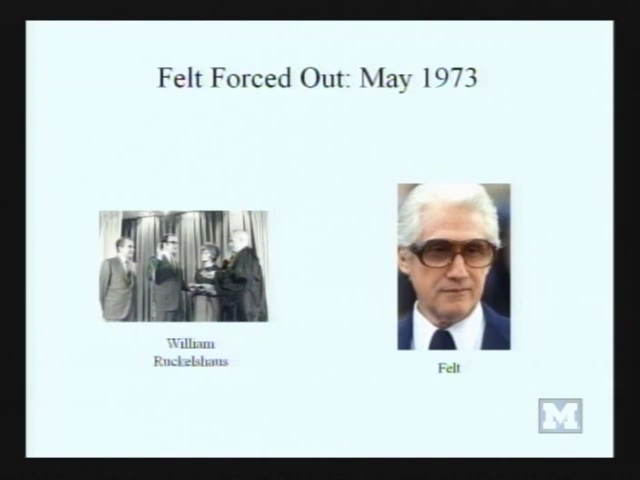 Felt Forced Out: May 1973
William
Ruckelshaus
Felt
M